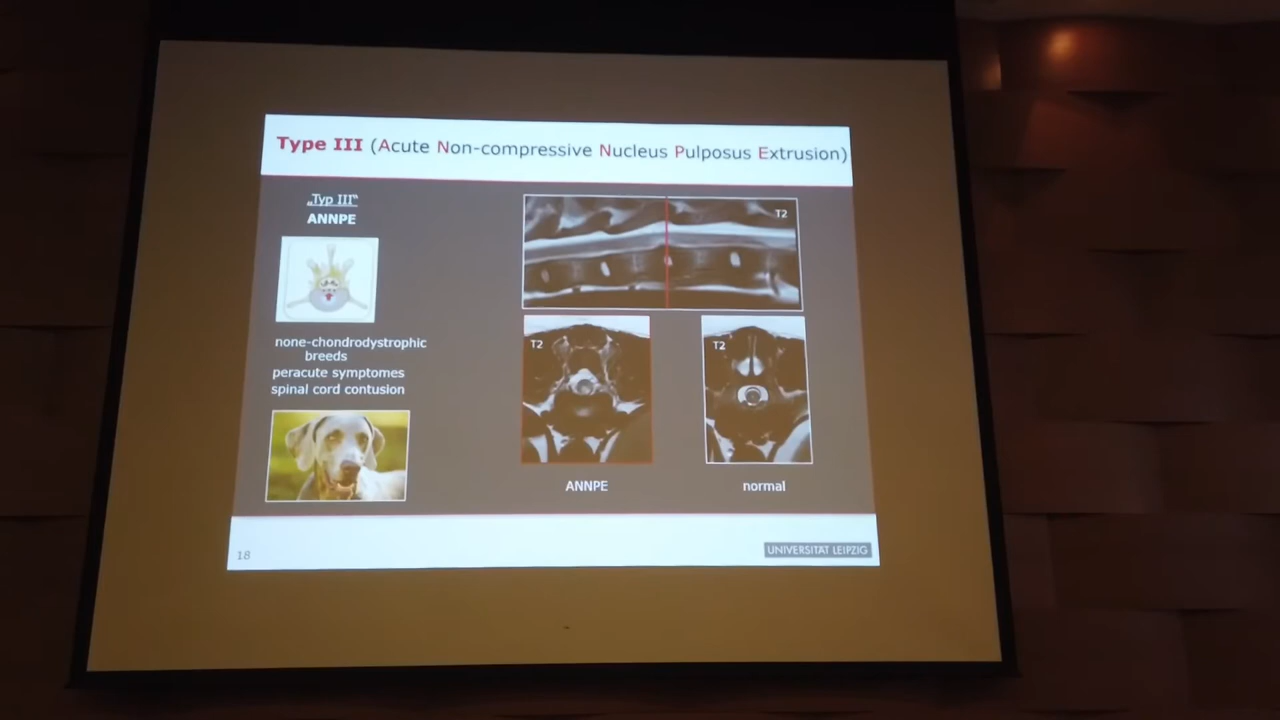 Type III (Acute Non-compressive Nucleus Pulposus Extrusion)
„Typ III“
ANNPE
none-chondrodystrophic
breeds
peracute symptomes
spinal cord contusion
T2
T2
T2
ANNPE
normal
18
UNIVERSITÄT LEIPZIG